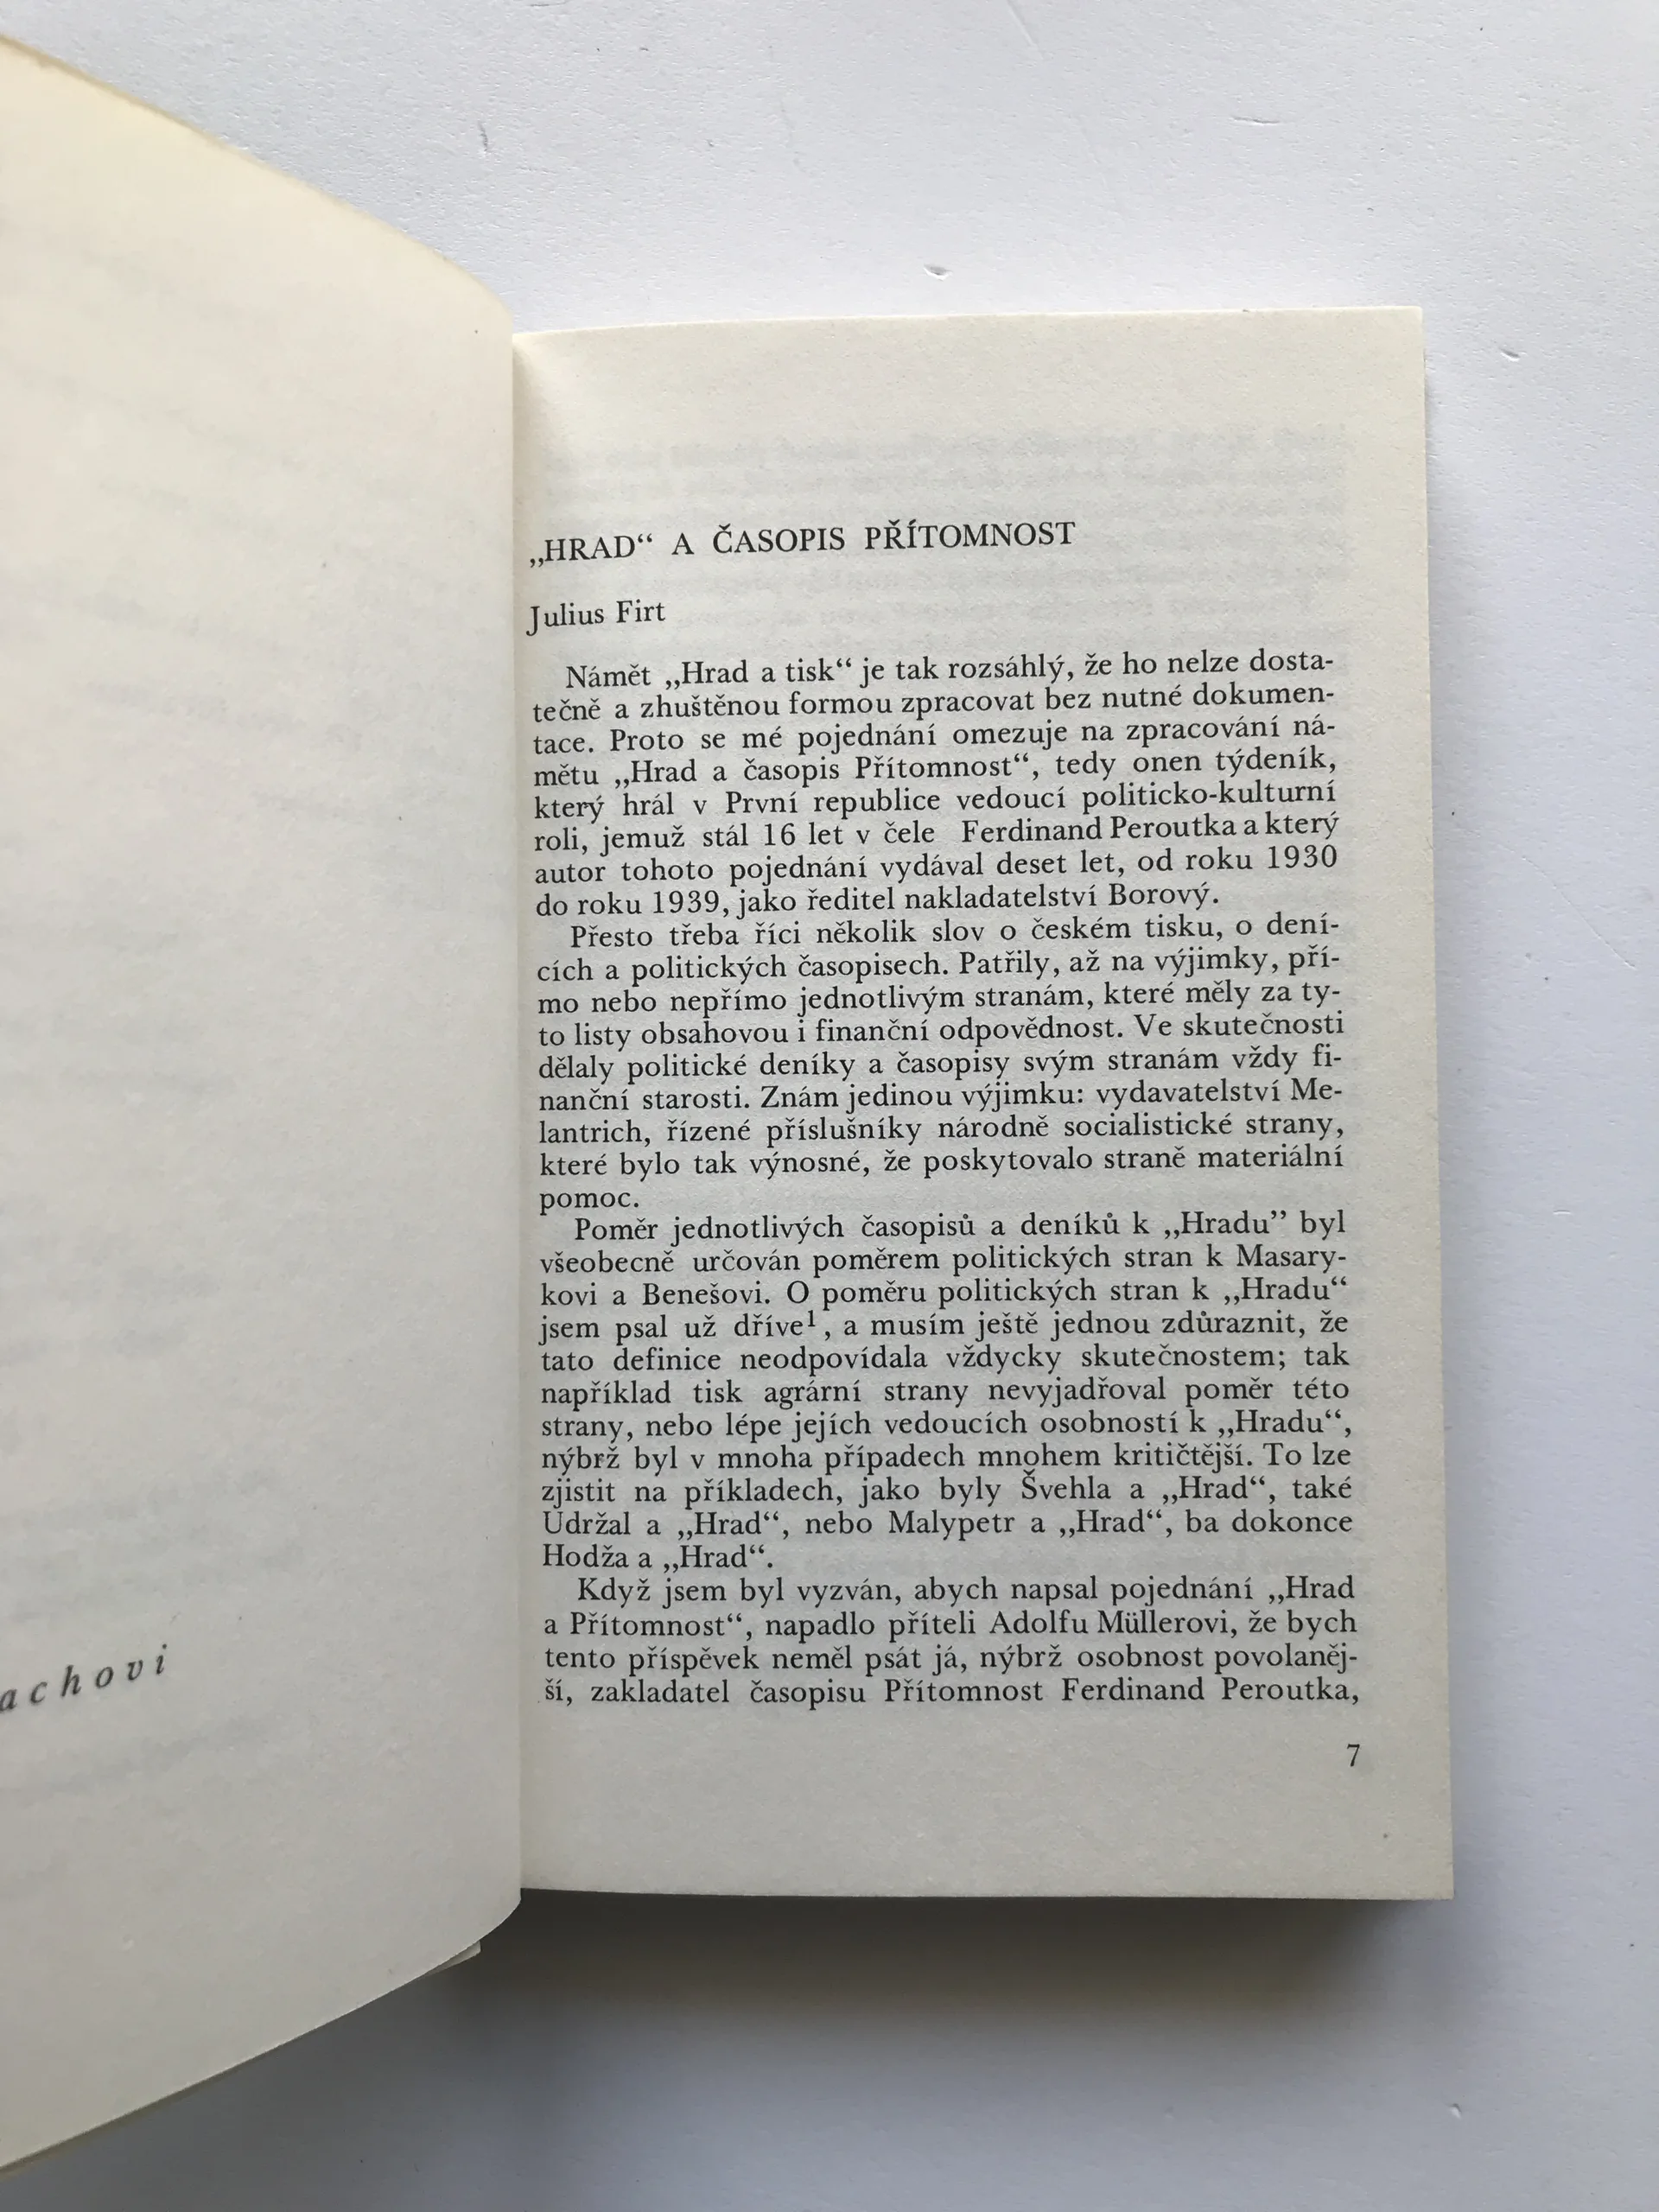 „HRAD“ A ČASOPIS PŘÍTOMNOST
Julius Firt
Námět „Hrad a tisk“ je tak rozsáhlý, že ho nelze dosta-
tečně a zhuštěnou formou zpracovat bez nutné dokumen-
tace. Proto se mé pojednání omezuje na zpracování ná-
mětu „Hrad a časopis Přítomnost“, tedy onen týdeník,
který hrál v První republice vedoucí politicko-kulturní
roli, jemuž stál 16 let v čele Ferdinand Peroutka a který
autor tohoto pojednání vydával deset let, od roku 1930
do roku 1939, jako ředitel nakladatelství Borový.
Přesto třeba říci několik slov o českém tisku, o dení-
cích a politických časopisech. Patřily, až na výjimky, pří-
mo nebo nepřímo jednotlivým stranám, které měly za ty-
to listy obsahovou i finanční odpovědnost. Ve skutečnosti
dělaly politické deníky a časopisy svým stranám vždy fi-
nanční starosti. Znám jedinou výjimku: vydavatelství Me-
lantrich, řízené příslušníky národně socialistické strany,
které bylo tak výnosné, že poskytovalo straně materiální
pomoc.
Poměr jednotlivých časopisů a deníků k „Hradu” byl
všeobecně určován poměrem politických stran k Masary-
kovi a Benešovi. O poměru politických stran k „Hradu“
jsem psal už dříve¹, a musím ještě jednou zdůraznit, že
tato definice neodpovídala vždycky skutečnostem; tak
například tisk agrární strany nevyjadřoval poměr této
strany, nebo lépe jejích vedoucích osobností k „Hradu“,
nýbrž byl v mnoha případech mnohem kritičtější. To lze
zjistit na příkladech, jako byly Švehla a „Hrad“, také
Udržal a „Hrad“, nebo Malypetr a „Hrad“, ba dokonce
Hodža a „Hrad“.
Když jsem byl vyzván, abych napsal pojednání „Hrad
a Přítomnost“, napadlo příteli Adolfu Müllerovi, že bych
tento příspěvek neměl psát já, nýbrž osobnost povolaněj-
ší, zakladatel časopisu Přítomnost Ferdinand Peroutka,
7